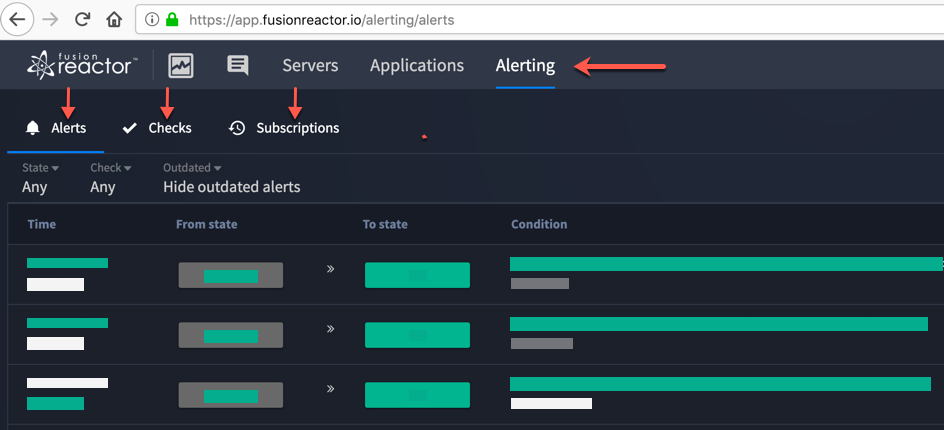 https://app.fusionreactor.io/alerting/alerts
fusion
reactor™
Servers Applications Alerting
Alerts Checks Subscriptions
State Check Outdated
Any Any Hide outdated alerts
Time From state To state Condition
»
»
»